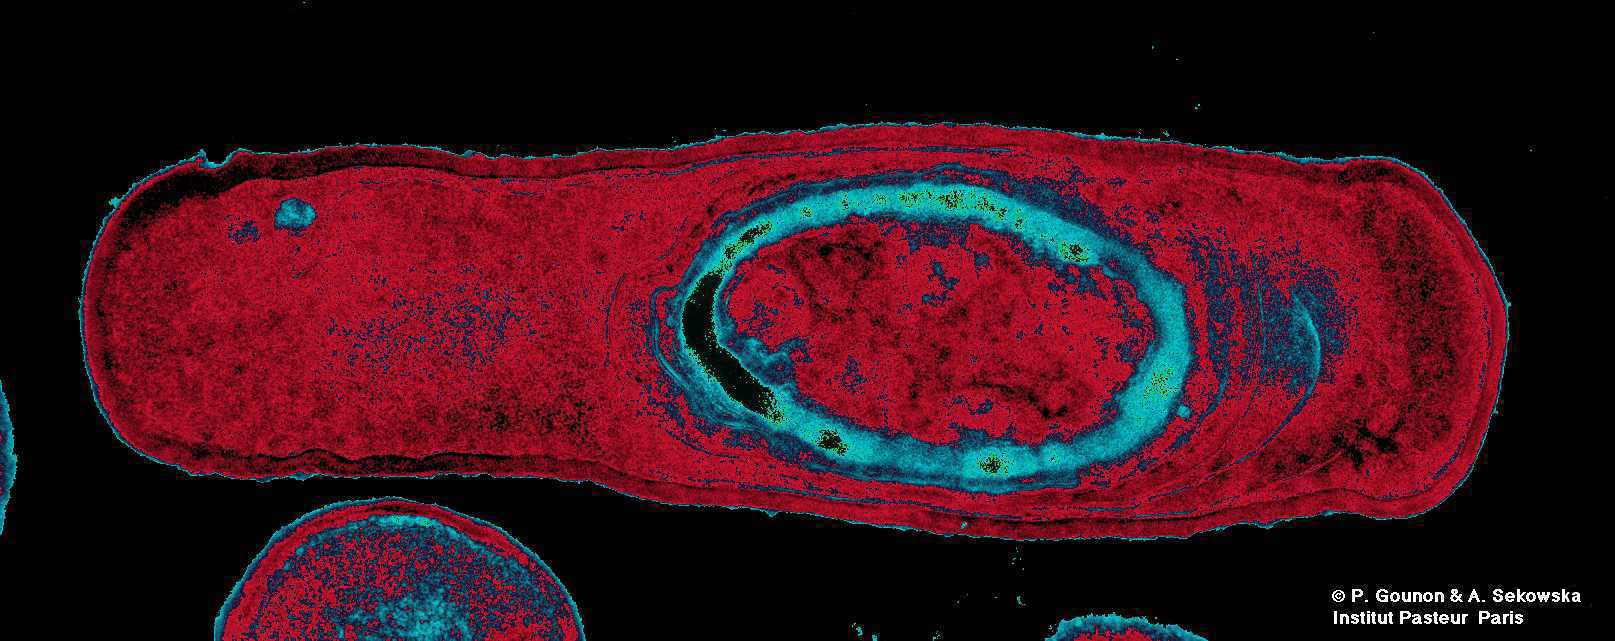 © P. Gounon & A. Sekowska
Institut Pasteur Paris